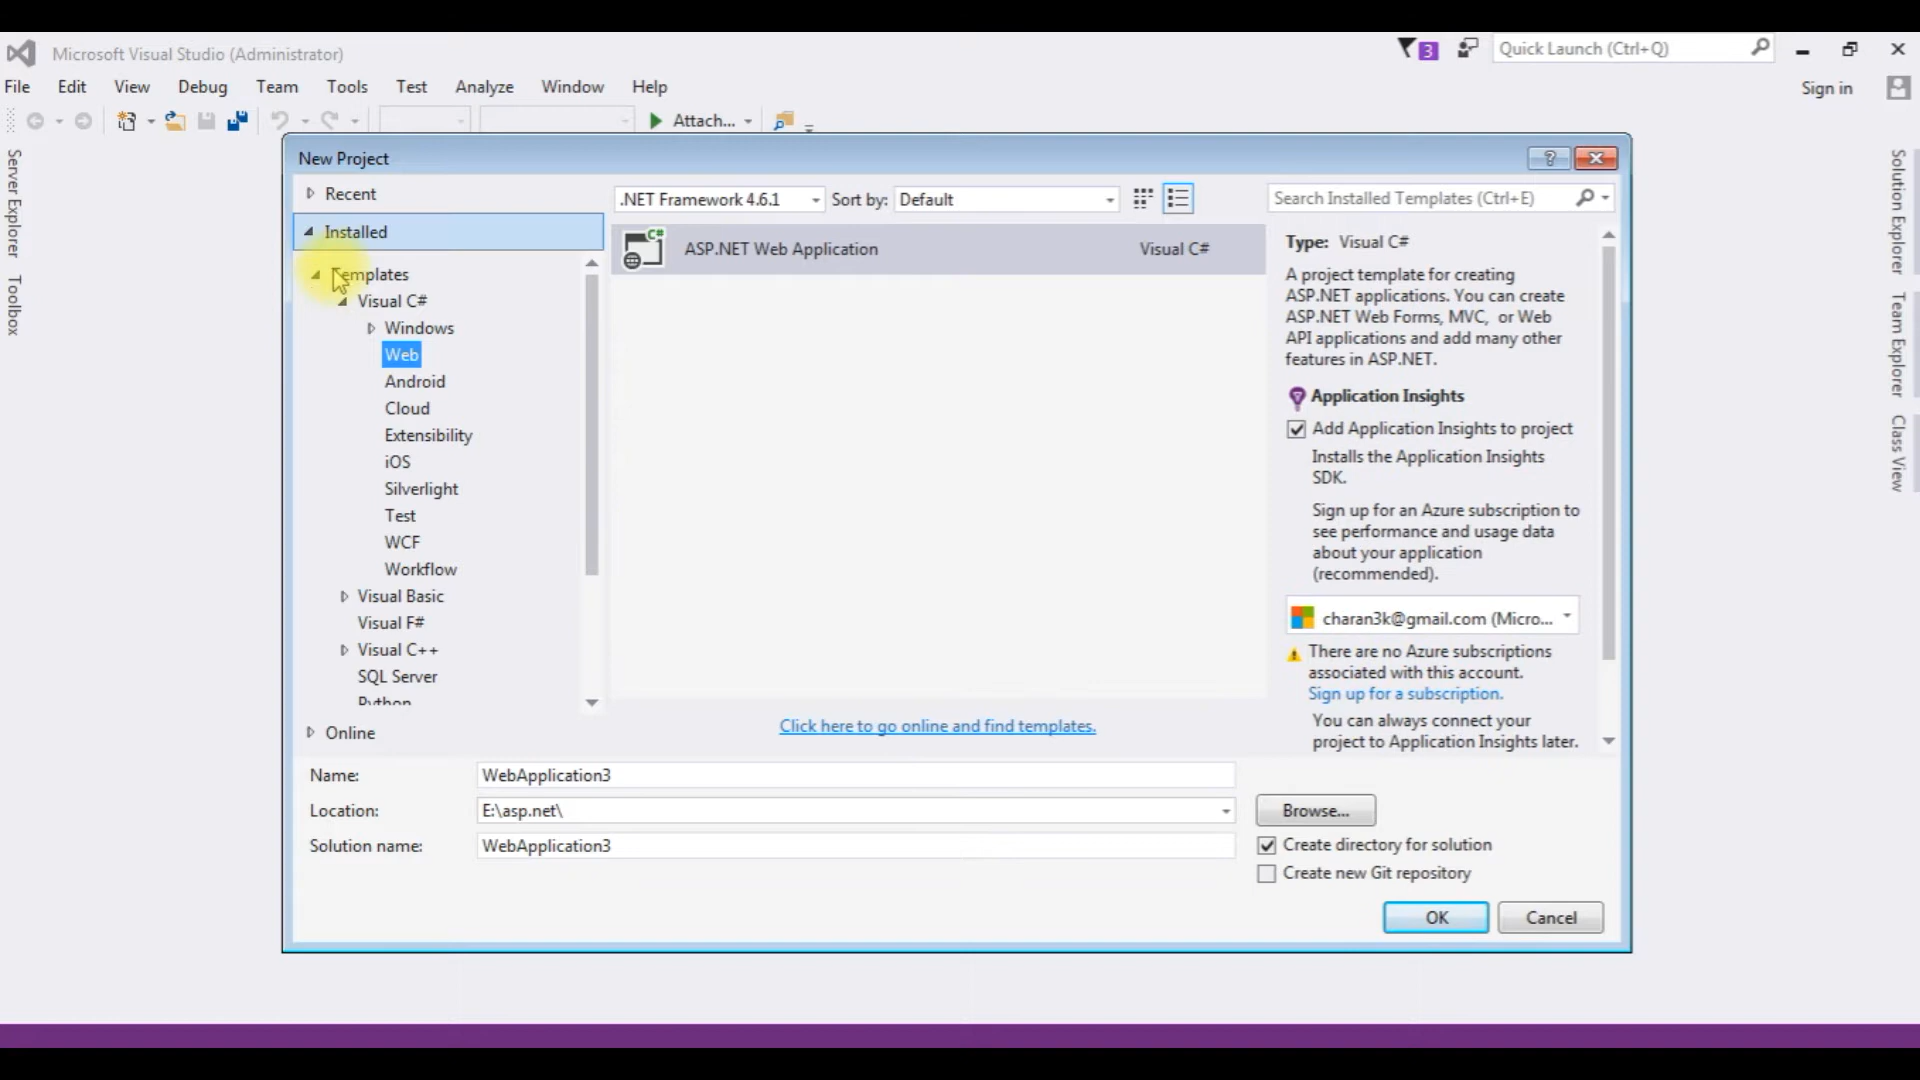 Microsoft Visual Studio (Administrator)
3
Quick Launch (Ctrl+Q)
File Edit View Debug Team Tools Test Analyze Window Help
Sign in
Attach...
Server Explorer
Toolbox
Solution Explorer
Team Explorer
Class View
New Project
?
Recent
Installed
Templates
Visual C#
Windows
Web
Android
Cloud
Extensibility
iOS
Silverlight
Test
WCF
Workflow
Visual Basic
Visual F#
Visual C++
SQL Server
Python
Online
.NET Framework 4.6.1
Sort by: Default
Search Installed Templates (Ctrl+E)
C#
ASP.NET Web Application
Visual C#
Click here to go online and find templates.
Type: Visual C#
A project template for creating
ASP.NET applications. You can create
ASP.NET Web Forms, MVC, or Web
API applications and add many other
features in ASP.NET.
Application Insights
Add Application Insights to project
Installs the Application Insights
SDK.
Sign up for an Azure subscription to
see performance and usage data
about your application
(recommended).
charan3k@gmail.com (Micro...
There are no Azure subscriptions
associated with this account.
Sign up for a subscription.
You can always connect your
project to Application Insights later.
Name: WebApplication3
Location: E:\asp.net\
Browse...
Solution name: WebApplication3
Create directory for solution
Create new Git repository
OK
Cancel